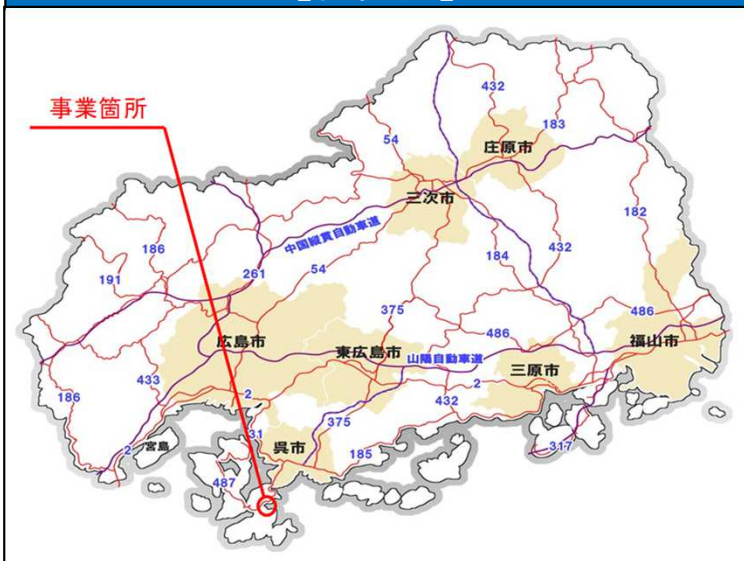 事業箇所
432
54
183
庄原市
三次市
182
中国縦貫自動車道
186
191
261
54
184
432
375
486
486
広島市
東広島市
山陽自動車道
三原市
福山市
186
433
2
2
432
2
宮島
31
呉市
375
185
317
487